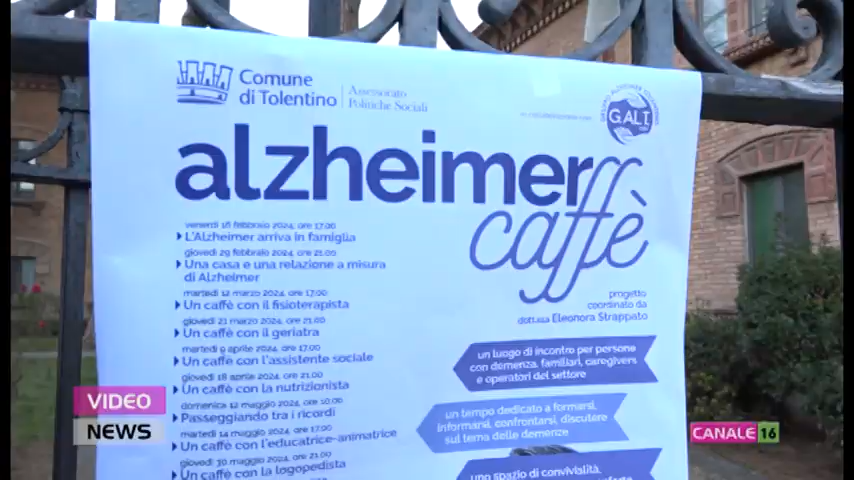 Comune
di Tolentino
Assessorato
Politiche Sociali
G.AL.T.
alzheimer
caffè
venerdì 16 febbraio 2024, ore 17.00
L'Alzheimer arriva in famiglia
giovedì 29 febbraio 2024, ore 21.00
Una casa e una relazione a misura
di Alzheimer
martedì 12 marzo 2024, ore 17.00
Un caffè con il fisioterapista
giovedì 21 marzo 2024, ore 21.00
Un caffè con il geriatra
martedì 9 aprile 2024, ore 17.00
Un caffè con l'assistente sociale
giovedì 18 aprile 2024, ore 21.00
Un caffè con la nutrizionista
domenica 12 maggio 2024, ore 10.00
Passeggiando tra i ricordi
martedì 14 maggio 2024, ore 17.00
Un caffè con l'educatrice-animatrice
giovedì 30 maggio 2024, ore 21.00
Un caffè con la logopedista
progetto
coordinato da
dott.ssa Eleonora Strappato
un luogo di incontro per persone
con demenza, familiari, caregivers
e operatori del settore
un tempo dedicato a formarsi,
informarsi, confrontarsi, discutere
sul tema delle demenze
uno spazio di convivialità,
VIDEO
NEWS
CANALE 16